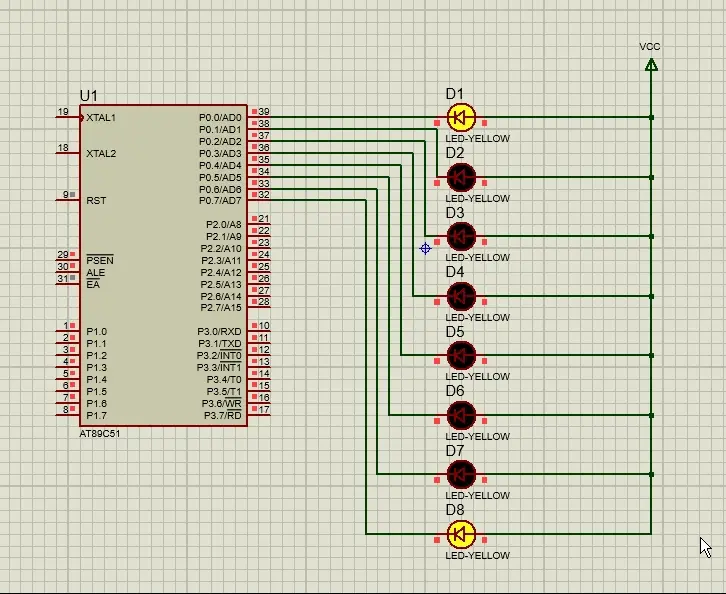 VCC
U1
19
XTAL1
18
XTAL2
9
RST
29
PSEN
30
ALE
31
EA
1
P1.0
2
P1.1
3
P1.2
4
P1.3
5
P1.4
6
P1.5
7
P1.6
8
P1.7
P0.0/AD0
39
P0.1/AD1
38
P0.2/AD2
37
P0.3/AD3
36
P0.4/AD4
35
P0.5/AD5
34
P0.6/AD6
33
P0.7/AD7
32
P2.0/A8
21
P2.1/A9
22
P2.2/A10
23
P2.3/A11
24
P2.4/A12
25
P2.5/A13
26
P2.6/A14
27
P2.7/A15
28
P3.0/RXD
10
P3.1/TXD
11
P3.2/INT0
12
P3.3/INT1
13
P3.4/T0
14
P3.5/T1
15
P3.6/WR
16
P3.7/RD
17
AT89C51
D1
LED-YELLOW
D2
LED-YELLOW
D3
LED-YELLOW
D4
LED-YELLOW
D5
LED-YELLOW
D6
LED-YELLOW
D7
LED-YELLOW
D8
LED-YELLOW